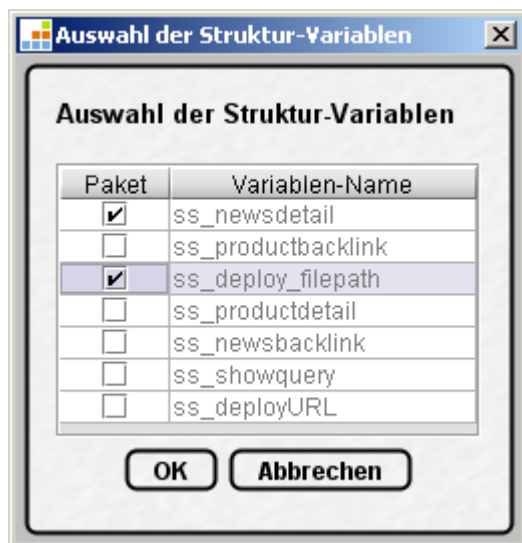 Auswahl der Struktur-Variablen
Auswahl der Struktur-Variablen
Paket Variablen-Name
ss_newsdetail
ss_productbacklink
ss_deploy_filepath
ss_productdetail
ss_newsbacklink
ss_showquery
ss_deployURL
OK Abbrechen